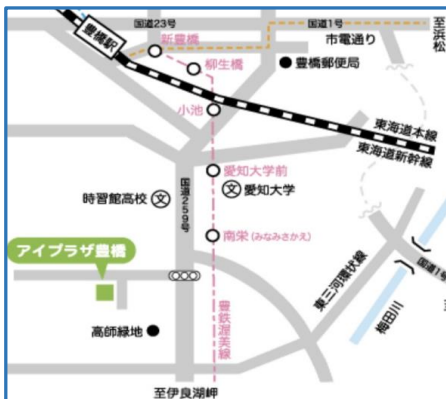 国道23号
国道1号
至浜松
豊橋駅
新豊橋
市電通り
柳生橋
豊橋郵便局
小池
東海道本線
東海道新幹線
愛知大学前
文 愛知大学
時習館高校 文
国道259号
南栄(みなみさかえ)
アイプラザ豊橋
東三河環状線
国道1号
梅田川
豊鉄渥美線
高師緑地
至伊良湖岬